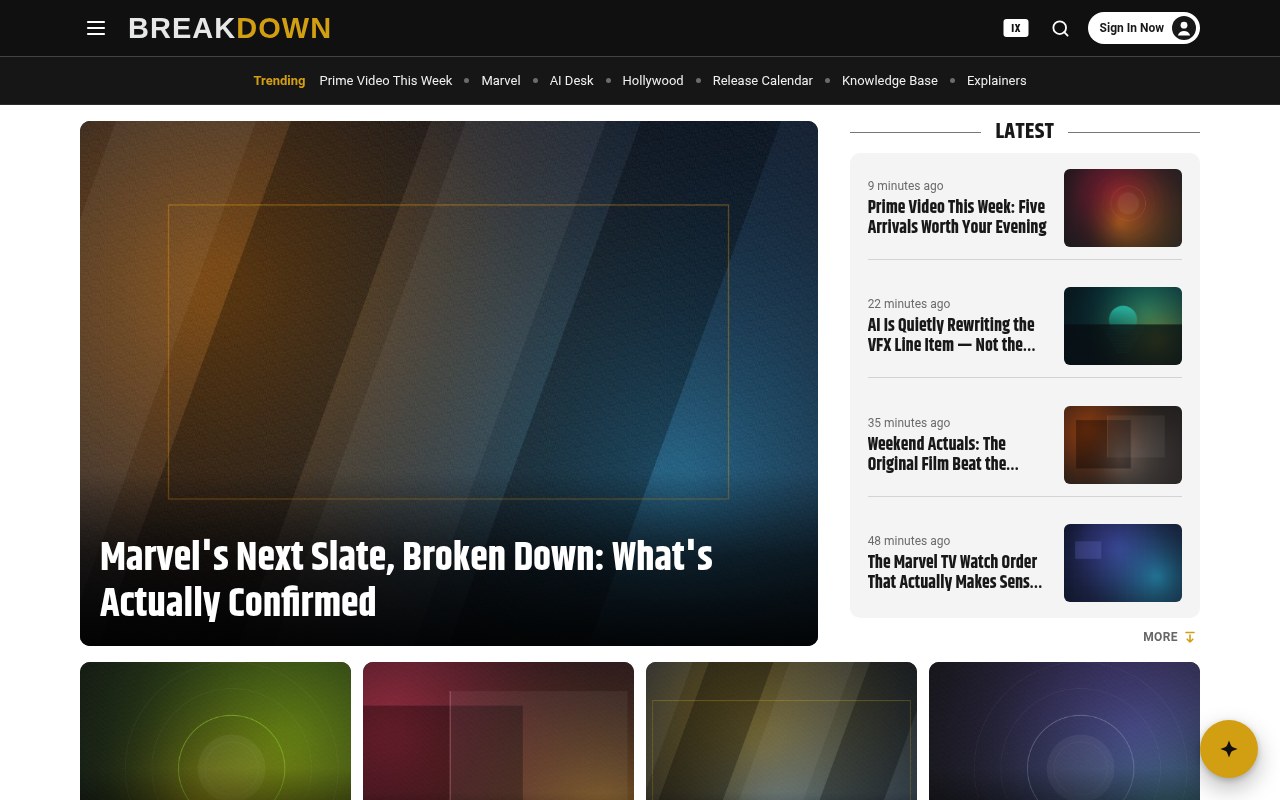 BREAKDOWN
IX
Sign In Now
Trending
Prime Video This Week
Marvel
AI Desk
Hollywood
Release Calendar
Knowledge Base
Explainers
Marvel's Next Slate, Broken Down: What's
Actually Confirmed
LATEST
9 minutes ago
Prime Video This Week: Five
Arrivals Worth Your Evening
22 minutes ago
AI Is Quietly Rewriting the
VFX Line Item — Not the...
35 minutes ago
Weekend Actuals: The
Original Film Beat the...
48 minutes ago
The Marvel TV Watch Order
That Actually Makes Sens...
MORE